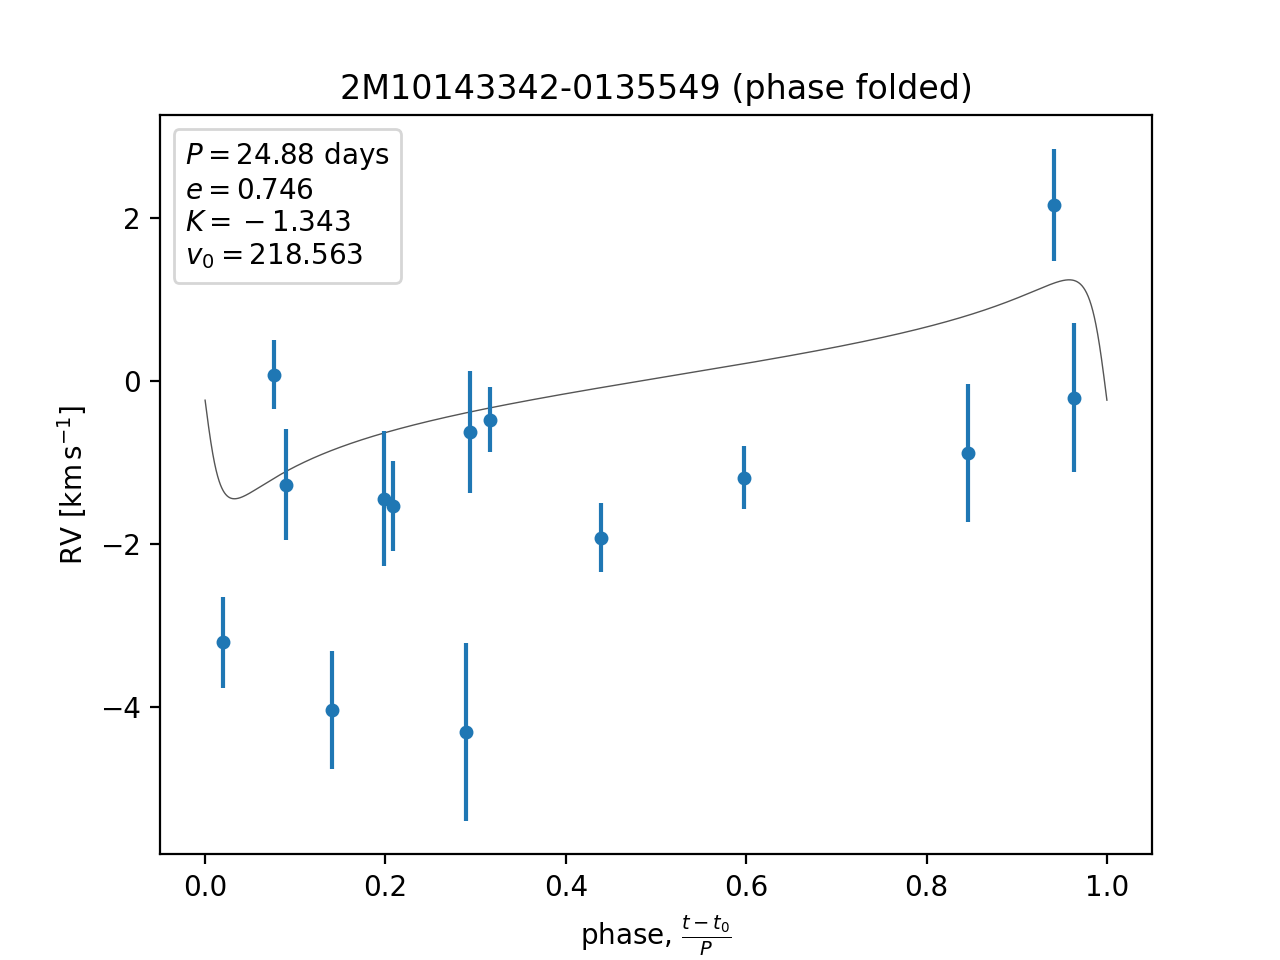 2M10143342-0135549 (phase folded)
P = 24.88 days
e = 0.746
K = −1.343
v₀ = 218.563
RV [km s⁻¹]
2
0
−2
−4
0.0 0.2 0.4 0.6 0.8 1.0
phase, (t − t₀)/P